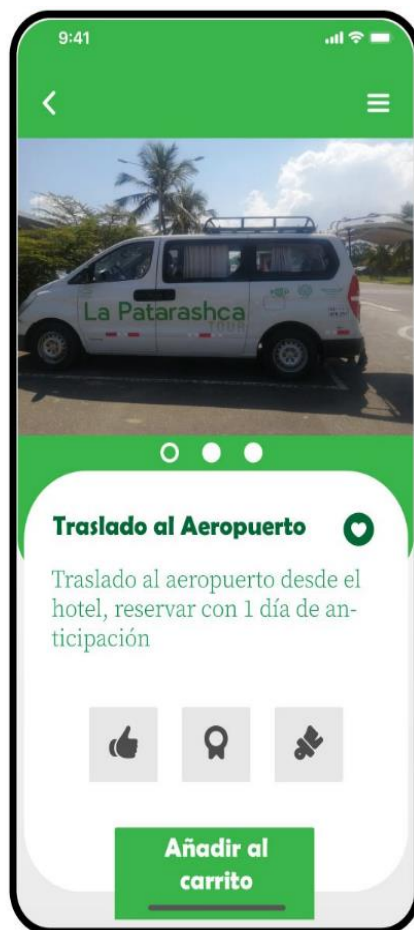 9:41
La Patarashca
TOUR
Traslado al Aeropuerto
Traslado al aeropuerto desde el
hotel, reservar con 1 día de an-
ticipación
Añadir al
carrito